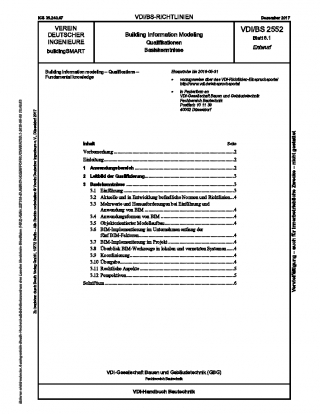 ICS 35.240.67
VDI/BS-RICHTLINIEN
Dezember 2017
VEREIN
DEUTSCHER
INGENIEURE
buildingSMART
Building Information Modeling
Qualifikationen
Basiskenntnisse
VDI/BS 2552
Blatt 8.1
Entwurf
Building information modeling – Qualifications –
Fundamental knowledge
Einsprüche bis 2018-05-31
vorzugsweise über das VDI-Richtlinien-Einspruchsportal
http://www.vdi.de/einspruchsportal
in Papierform an
VDI-Gesellschaft Bauen und Gebäudetechnik
Fachbereich Bautechnik
Postfach 10 11 39
40002 Düsseldorf
Inhalt Seite
Vorbemerkung 2
Einleitung 2
1 Anwendungsbereich 2
2 Leitbild der Qualifizierung 3
3 Basiskenntnisse 3
3.1 Einführung 3
3.2 Aktuelle und in Entwicklung befindliche Normen und Richtlinien 4
3.3 Mehrwerte und Herausforderungen bei Einführung und
Anwendung von BIM 4
3.4 Anwendungsformen von BIM 4
3.5 Objektorientierter Modellaufbau 4
3.6 BIM-Implementierung im Unternehmen entlang der
fünf BIM-Faktoren 4
3.7 BIM-Implementierung im Projekt 4
3.8 Überblick BIM-Werkzeuge in lokalen und vernetzten Systemen 4
3.9 Koordinierung 4
3.10 Übergabe 4
3.11 Rechtliche Aspekte 5
3.12 Perspektiven 5
Schrifttum 6
VDI-Gesellschaft Bauen und Gebäudetechnik (GBG)
Fachbereich Bautechnik
VDI-Handbuch Bautechnik
Vervielfältigung – auch für innerbetriebliche Zwecke – nicht gestattet